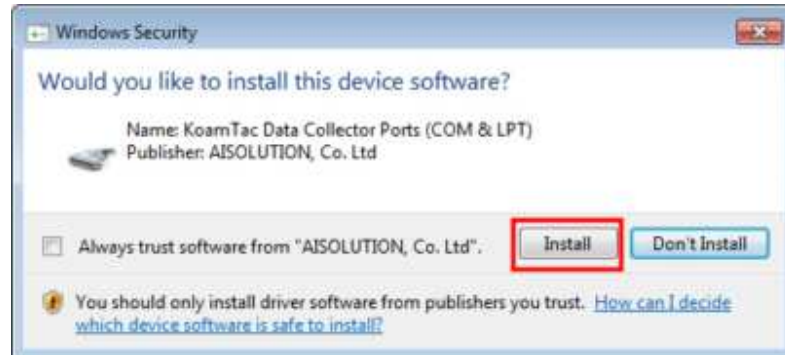 Windows Security
Would you like to install this device software?
Name: KoamTac Data Collector Ports (COM & LPT)
Publisher: AISOLUTION, Co. Ltd
Always trust software from "AISOLUTION, Co. Ltd".
Install
Don't Install
You should only install driver software from publishers you trust. How can I decide
which device software is safe to install?